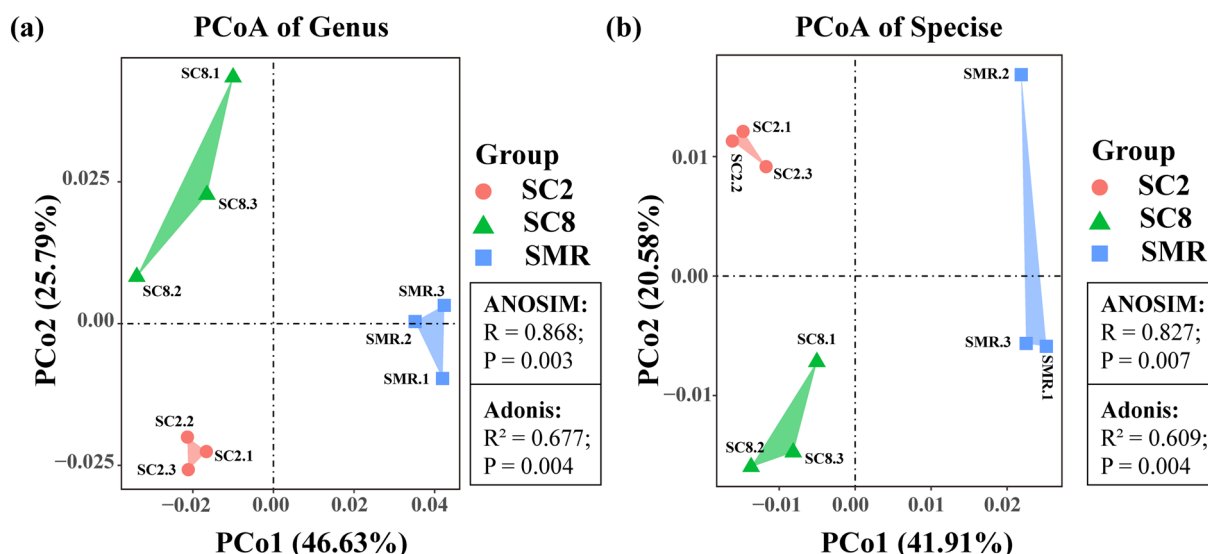 (a)
PCoA of Genus
SC8.1
SC8.3
SC8.2
SMR.3
SMR.2
SMR.1
SC2.2
SC2.1
SC2.3
0.025
0.00
−0.025
−0.02
0.00
0.02
0.04
PCo2 (25.79%)
PCo1 (46.63%)
Group
SC2
SC8
SMR
ANOSIM:
R = 0.868;
P = 0.003
Adonis:
R² = 0.677;
P = 0.004
(b)
PCoA of Specise
SMR.2
SC2.1
SC2.2
SC2.3
SC8.1
SMR.3
SMR.1
SC8.2
SC8.3
0.01
0.00
−0.01
−0.01
0.00
0.01
0.02
PCo2 (20.58%)
PCo1 (41.91%)
Group
SC2
SC8
SMR
ANOSIM:
R = 0.827;
P = 0.007
Adonis:
R² = 0.609;
P = 0.004